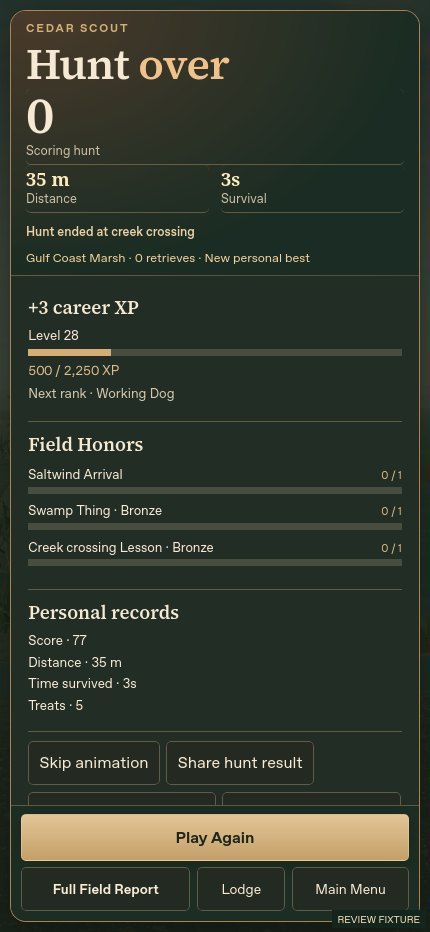 CEDAR SCOUT
Hunt over
0
Scoring hunt
35 m
Distance
3s
Survival
Hunt ended at creek crossing
Gulf Coast Marsh · 0 retrieves · New personal best
+3 career XP
Level 28
500 / 2,250 XP
Next rank · Working Dog
Field Honors
Saltwind Arrival 0 / 1
Swamp Thing · Bronze 0 / 1
Creek crossing Lesson · Bronze 0 / 1
Personal records
Score · 77
Distance · 35 m
Time survived · 3s
Treats · 5
Skip animation
Share hunt result
Play Again
Full Field Report
Lodge
Main Menu
REVIEW FIXTURE